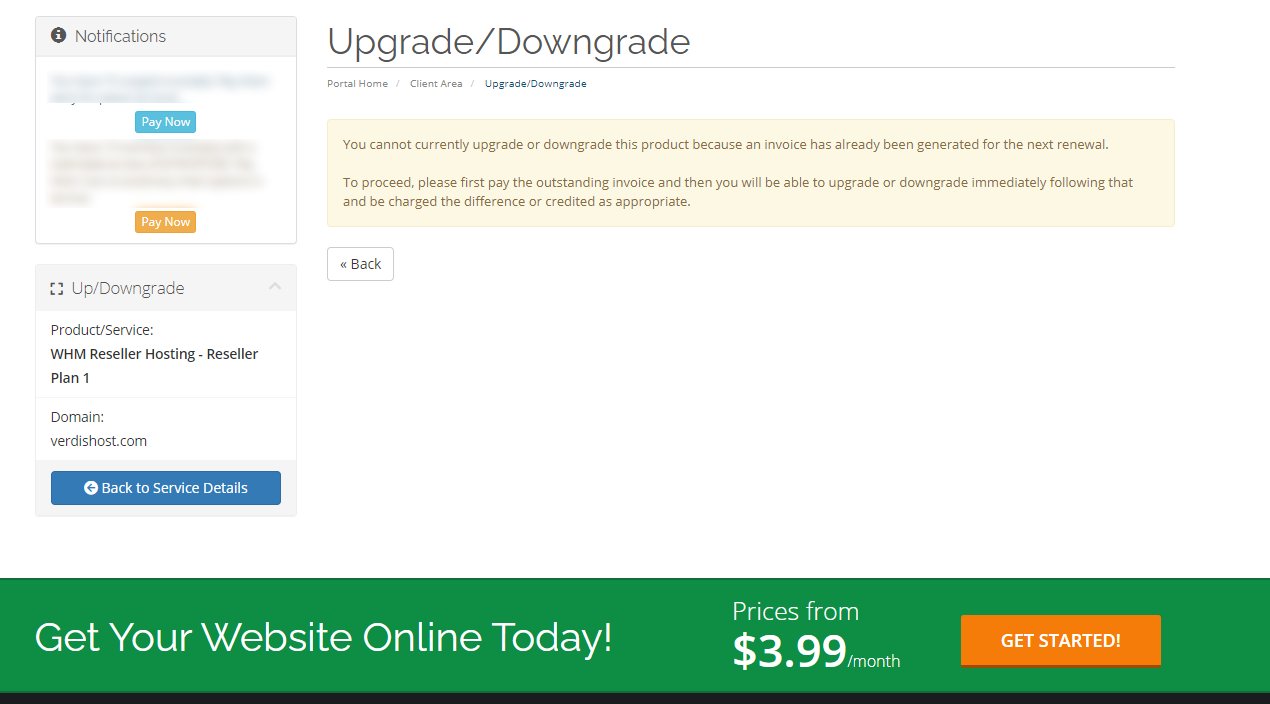 Notifications
Pay Now
Pay Now
Up/Downgrade
Product/Service:
WHM Reseller Hosting - Reseller
Plan 1
Domain:
verdishost.com
Back to Service Details
Upgrade/Downgrade
Portal Home / Client Area / Upgrade/Downgrade
You cannot currently upgrade or downgrade this product because an invoice has already been generated for the next renewal.
To proceed, please first pay the outstanding invoice and then you will be able to upgrade or downgrade immediately following that
and be charged the difference or credited as appropriate.
« Back
Get Your Website Online Today!
Prices from
$3.99/month
GET STARTED!